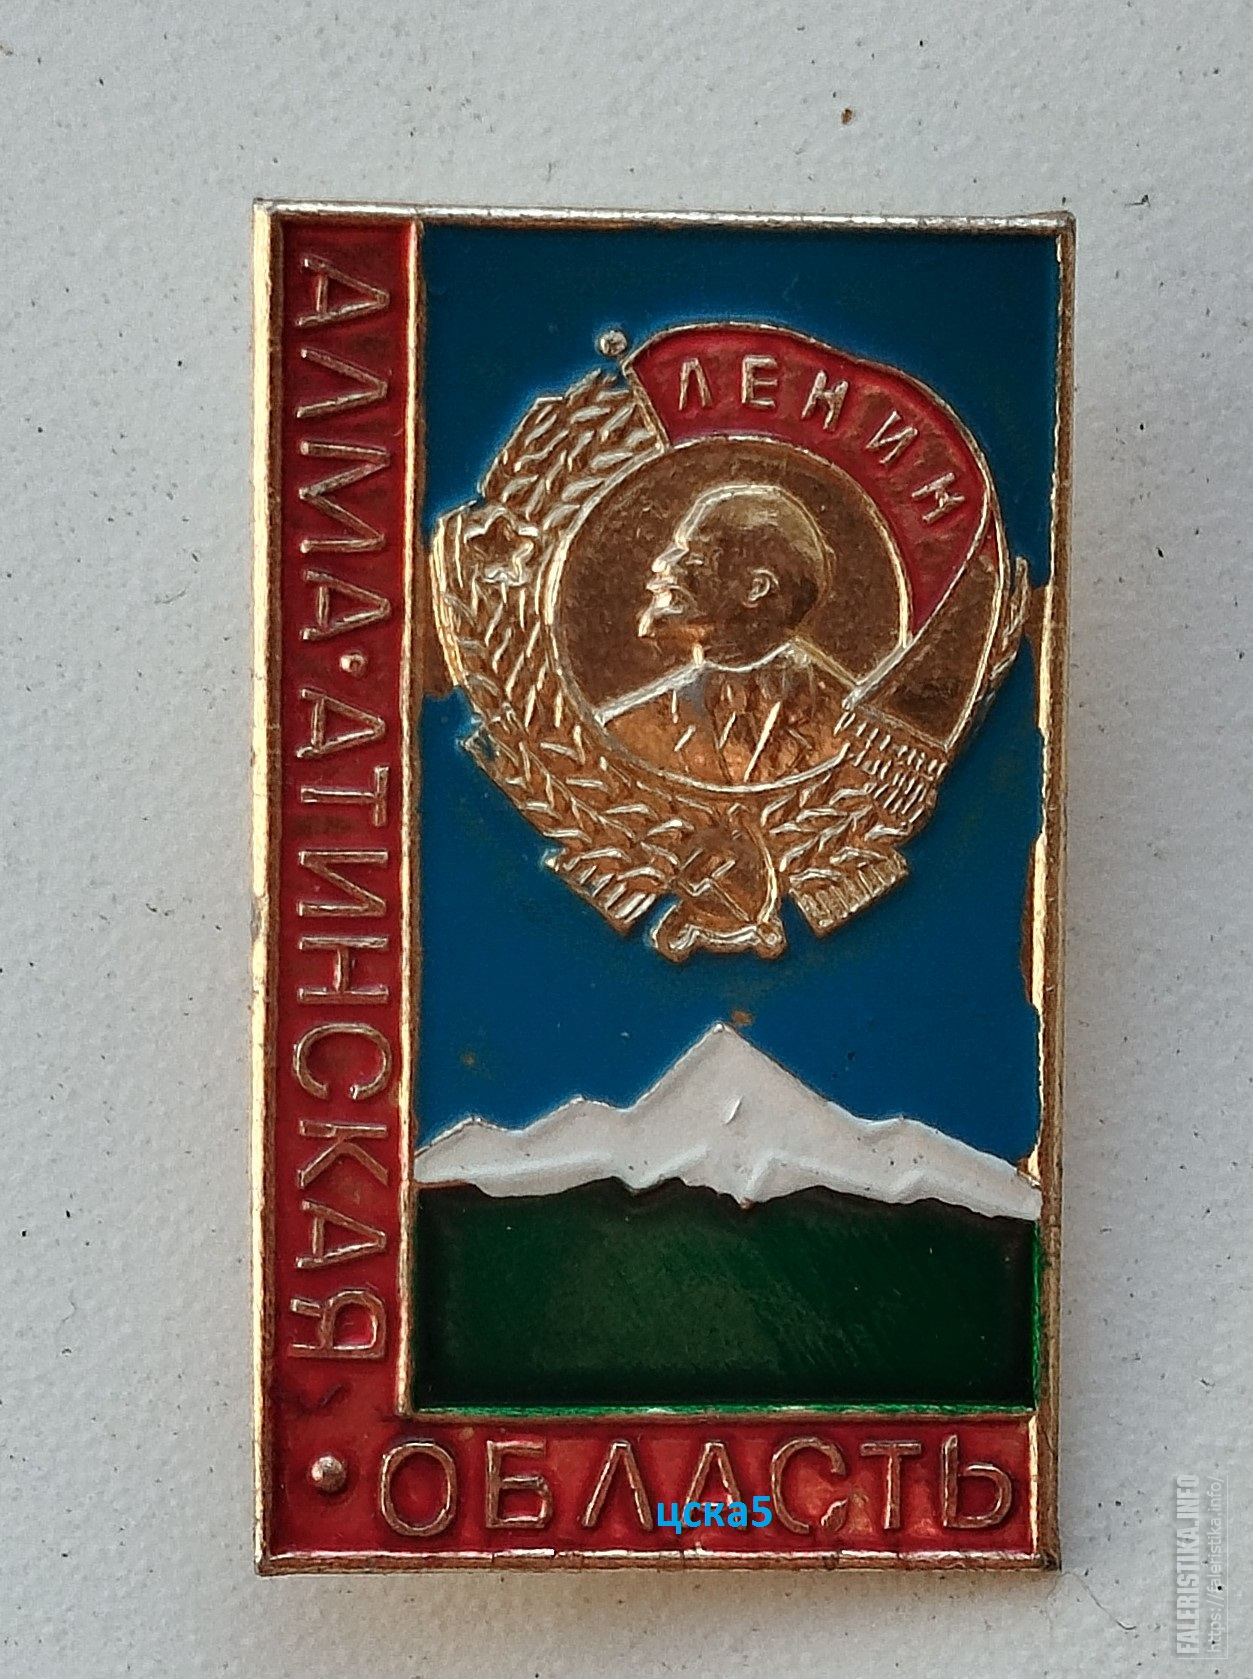 АЛМА·АТИНСКАЯ
ЛЕНИН
·ОБЛАСТЬ
цска5
FALERISTIKA.INFO
https://faleristika.info